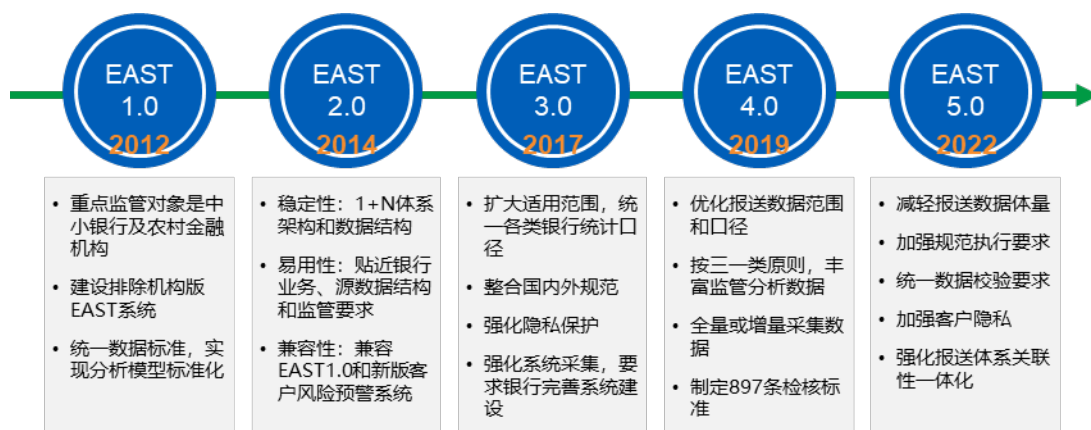 EAST
1.0
2012
重点监管对象是中
小银行及农村金融
机构
建设排除机构版
EAST系统
统一数据标准，实
现分析模型标准化
EAST
2.0
2014
稳定性：1+N体系
架构和数据结构
易用性：贴近银行
业务、源数据结构
和监管要求
兼容性：兼容
EAST1.0和新版客
户风险预警系统
EAST
3.0
2017
扩大适用范围，统
一各类银行统计口
径
整合国内外规范
强化隐私保护
强化系统采集，要
求银行完善系统建
设
EAST
4.0
2019
优化报送数据范围
和口径
按三一类原则，丰
富监管分析数据
全量或增量采集数
据
制定897条检核标
准
EAST
5.0
2022
减轻报送数据体量
加强规范执行要求
统一数据校验要求
加强客户隐私
强化报送体系关联
性一体化